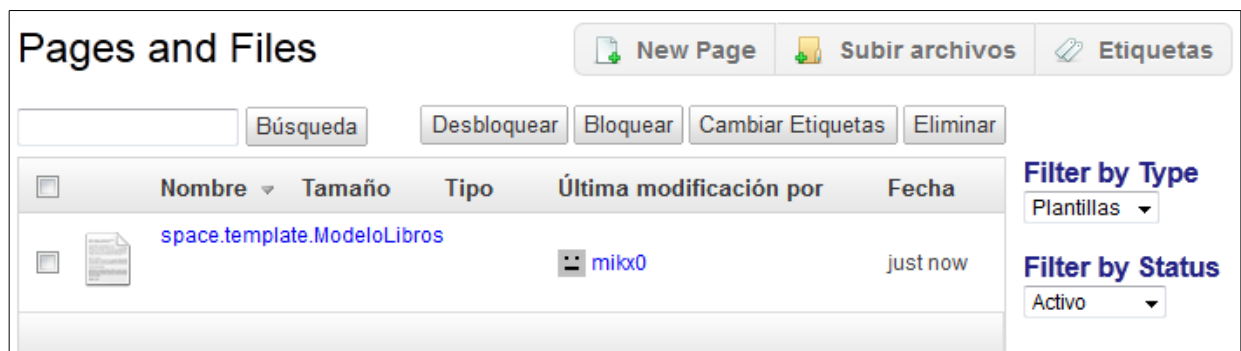 Pages and Files
New Page
Subir archivos
Etiquetas
Búsqueda
Desbloquear
Bloquear
Cambiar Etiquetas
Eliminar
Nombre
Tamaño
Tipo
Última modificación por
Fecha
space.template.ModeloLibros
mikx0
just now
Filter by Type
Plantillas
Filter by Status
Activo